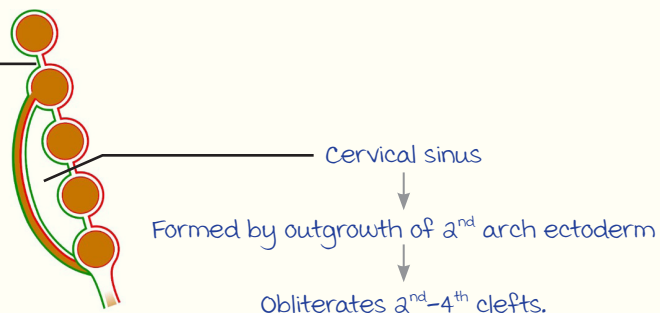 Cervical sinus
Formed by outgrowth of 2nd arch ectoderm
Obliterates 2nd-4th clefts.